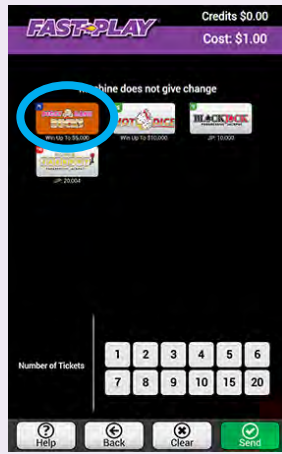 FAST PLAY
Credits $0.00
Cost: $1.00
hine does not give change
Win Up To $5,000
HOT DICE
Win Up To $10,000
BLACKJACK
JP: 10,000
JP: 20,004
Number of Tickets
1 2 3 4 5 6
7 8 9 10 15 20
Help
Back
Clear
Send